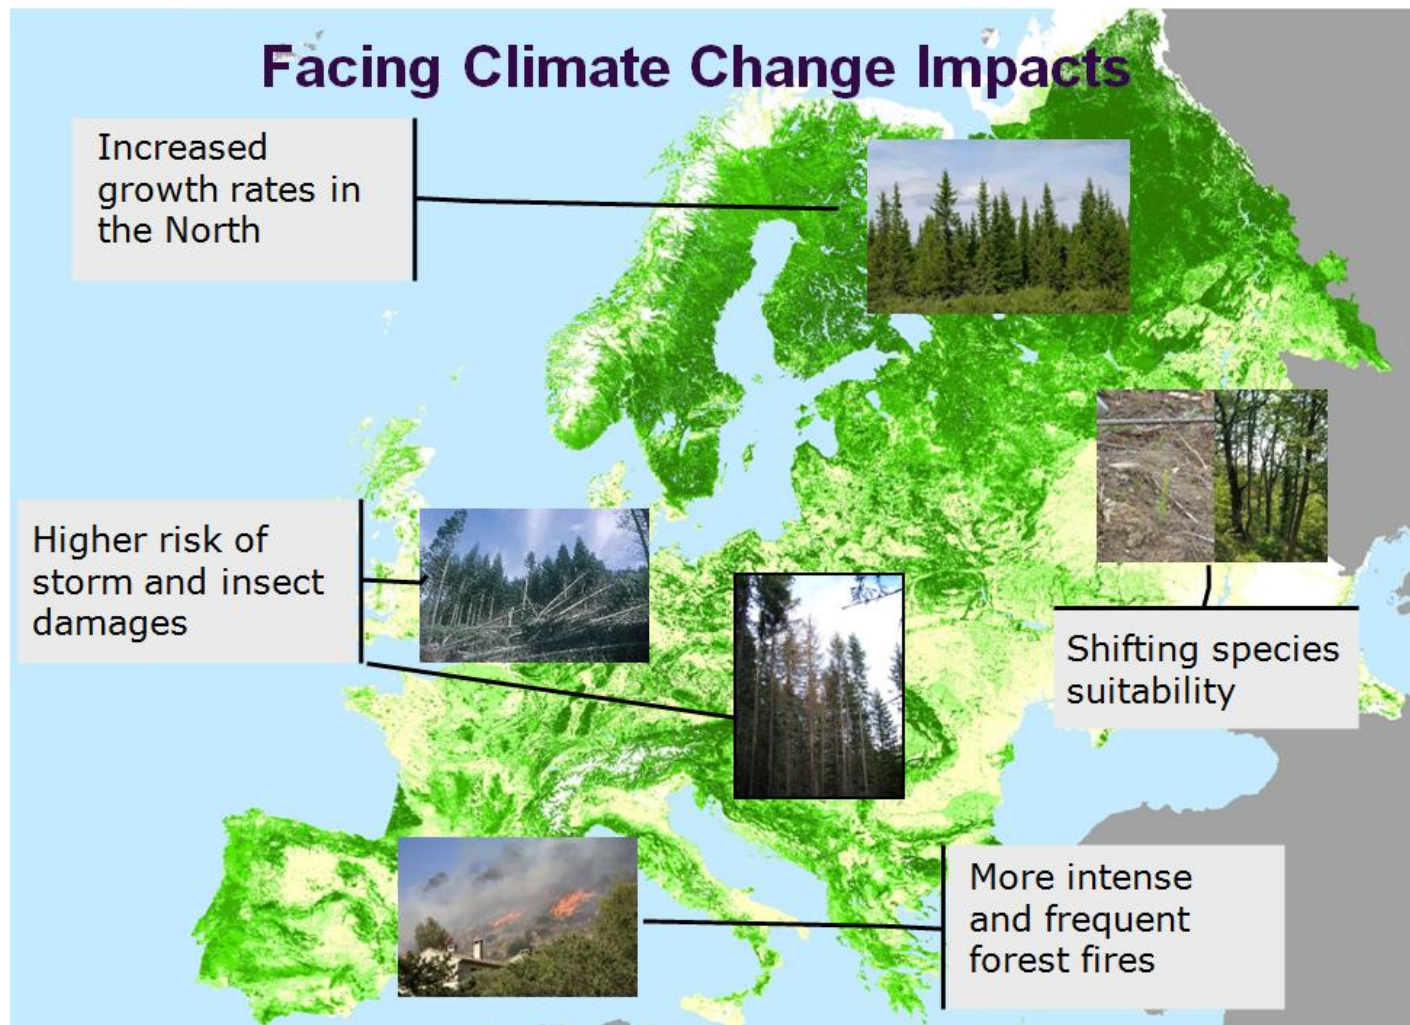 Facing Climate Change Impacts
Increased
growth rates in
the North
Higher risk of
storm and insect
damages
Shifting species
suitability
More intense
and frequent
forest fires